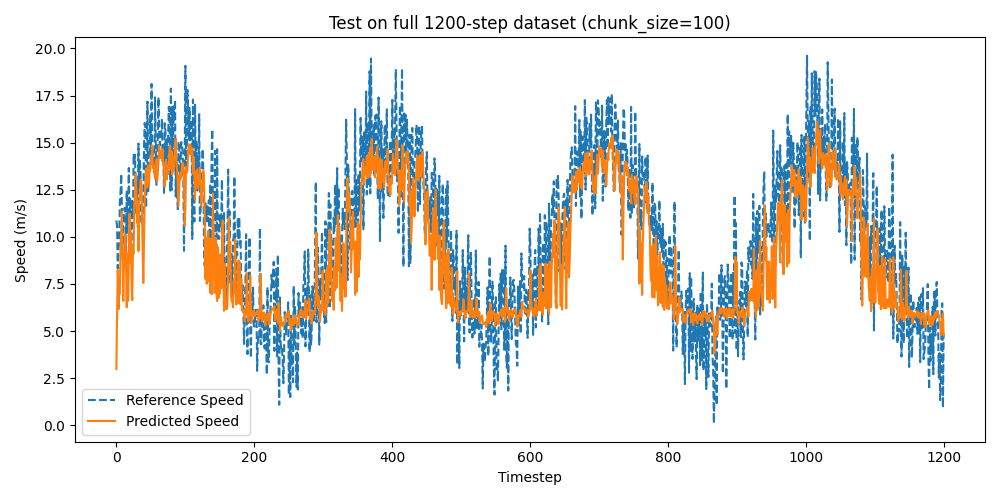 Test on full 1200-step dataset (chunk_size=100)
20.0
17.5
15.0
12.5
10.0
7.5
5.0
2.5
0.0
Speed (m/s)
Reference Speed
Predicted Speed
0 200 400 600 800 1000 1200
Timestep